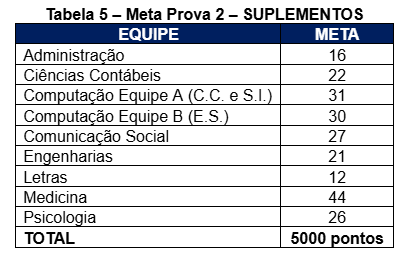 Tabela 5 – Meta Prova 2 – SUPLEMENTOS
EQUIPE META
Administração 16
Ciências Contábeis 22
Computação Equipe A (C.C. e S.I.) 31
Computação Equipe B (E.S.) 30
Comunicação Social 27
Engenharias 21
Letras 12
Medicina 44
Psicologia 26
TOTAL 5000 pontos